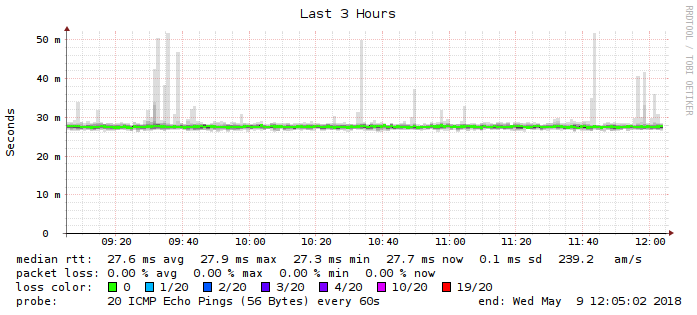 Last 3 Hours
RRDTOOL / TOBI OETIKER
Seconds
50 m
40 m
30 m
20 m
10 m
0
09:20 09:40 10:00 10:20 10:40 11:00 11:20 11:40 12:00
median rtt: 27.6 ms avg 27.9 ms max 27.3 ms min 27.7 ms now 0.1 ms sd 239.2 am/s
packet loss: 0.00 % avg 0.00 % max 0.00 % min 0.00 % now
loss color: 0 1/20 2/20 3/20 4/20 10/20 19/20
probe: 20 ICMP Echo Pings (56 Bytes) every 60s end: Wed May 9 12:05:02 2018